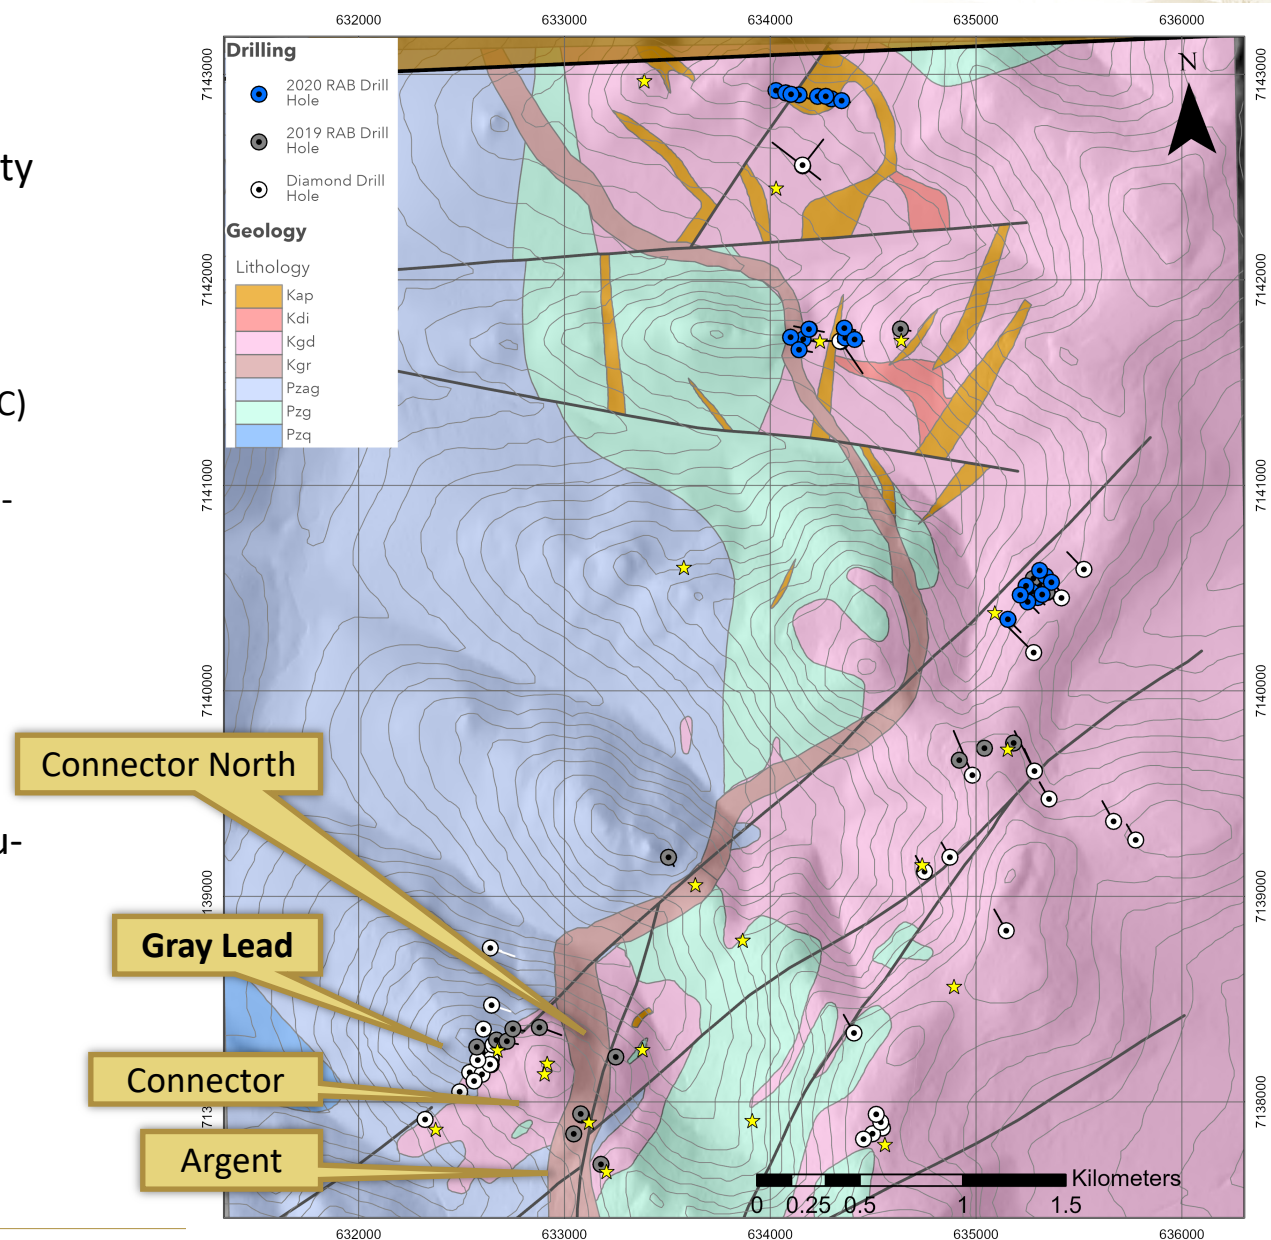 632000 633000 634000 635000 636000
Drilling
2020 RAB Drill
Hole
2019 RAB Drill
Hole
Diamond Drill
Hole
Geology
Lithology
Kap
Kdi
Kgd
Kgr
Pzag
Pzg
Pzq
N
7143000
7142000
7141000
7140000
139000
713
7143000
7142000
7141000
7140000
7139000
7138000
ty
C)
-
u-
Connector North
Gray Lead
Connector
Argent
Kilometers
0 0.25 0.5 1 1.5
632000 633000 634000 635000 636000